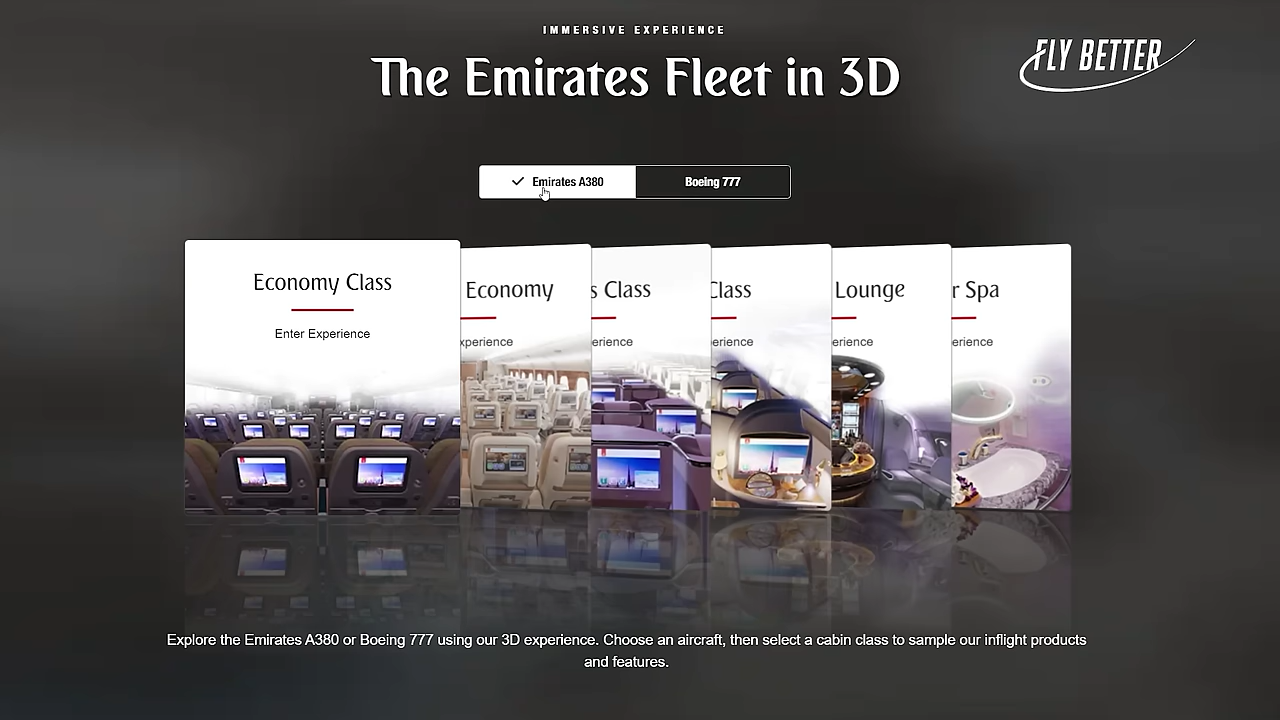 IMMERSIVE EXPERIENCE
The Emirates Fleet in 3D
FLY BETTER
Emirates A380
Boeing 777
Economy Class
Enter Experience
Economy
xperience
s Class
erience
Class
erience
Lounge
erience
r Spa
erience
Explore the Emirates A380 or Boeing 777 using our 3D experience. Choose an aircraft, then select a cabin class to sample our inflight products
and features.